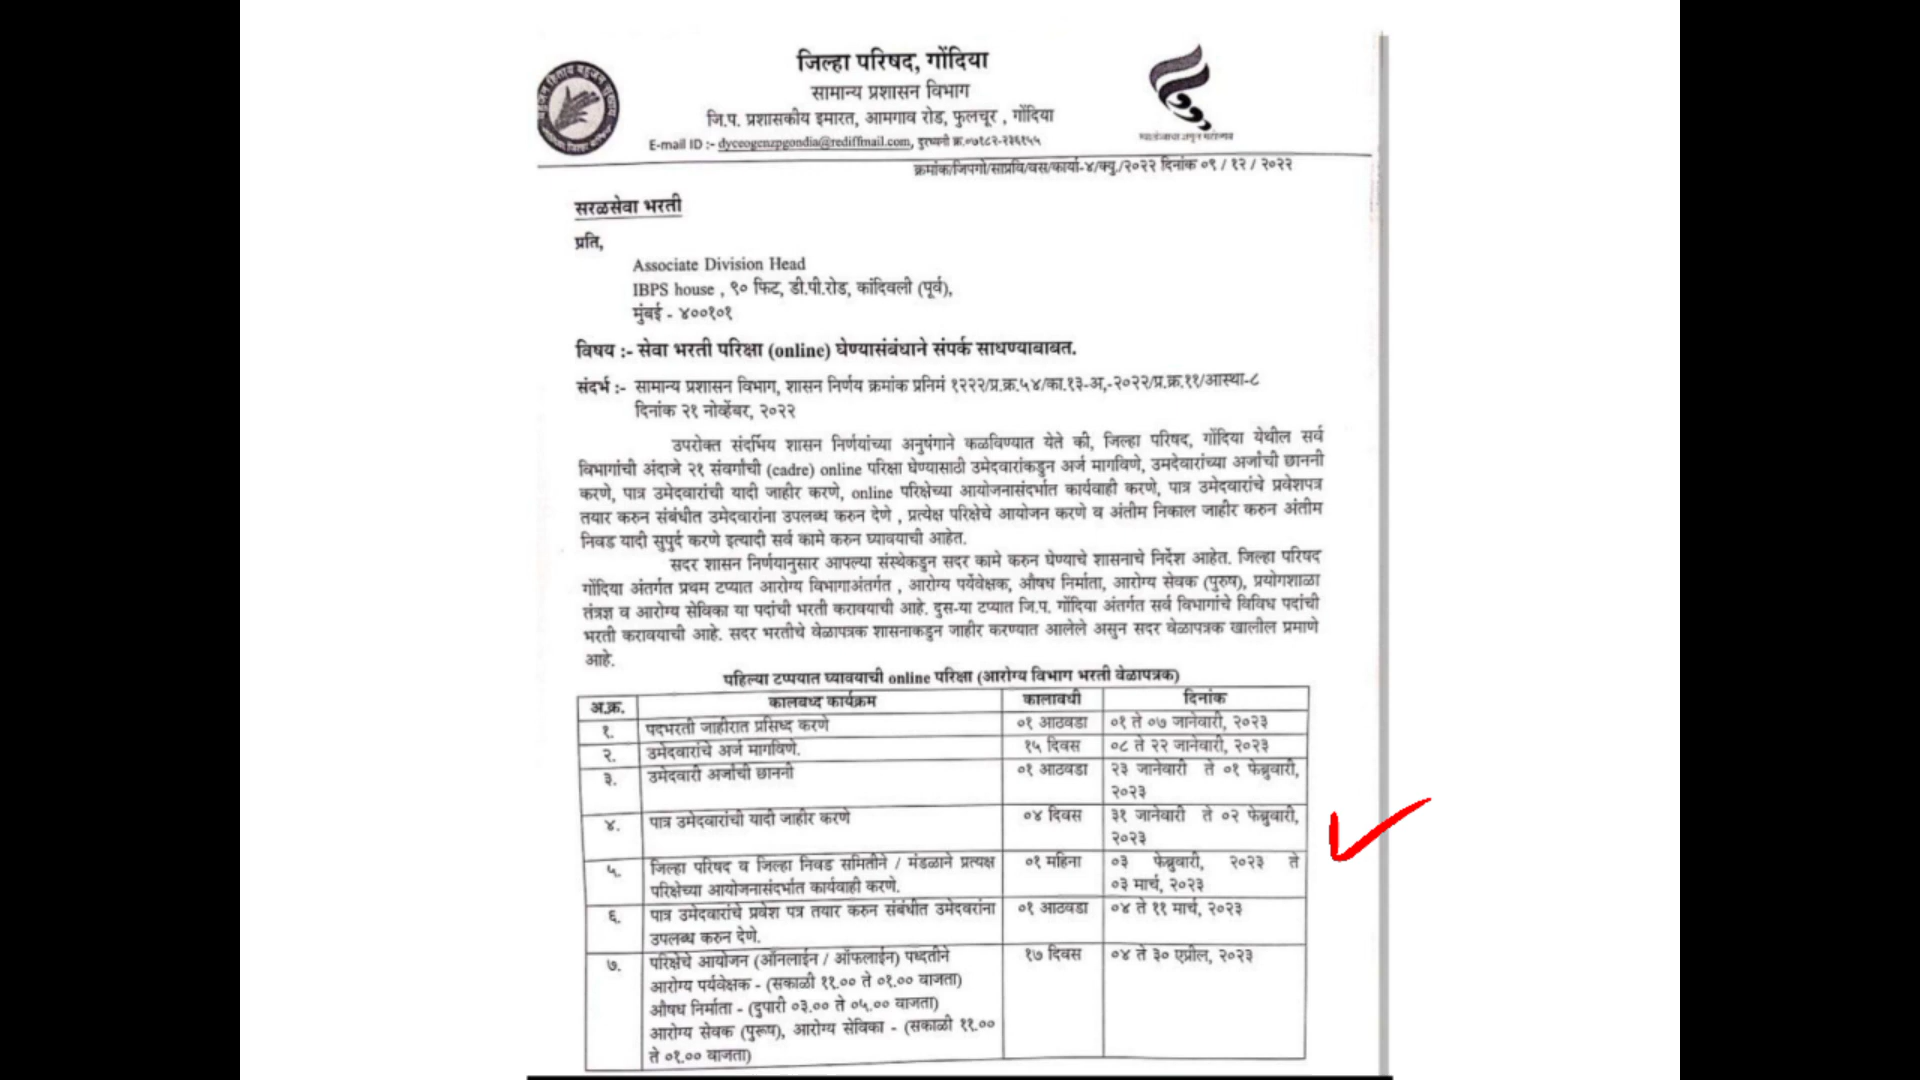 जिल्हा परिषद, गोंदिया
सामान्य प्रशासन विभाग
जि.प. प्रशासकीय इमारत, आमगाव रोड, फुलचूर , गोंदिया
E-mail ID :- dyceogenzpgondia@rediffmail.com, दुरध्वनी क्र.०७१८२-२३६१५५
क्रमांक/जिपगो/साप्रवि/वस/कार्या-४/क्यु./२०२२ दिनांक ०९ / १२ / २०२२
सरळसेवा भरती
प्रति,
Associate Division Head
IBPS house , ९० फिट, डी.पी.रोड, कांदिवली (पूर्व),
मुंबई - ४००१०१
विषय :- सेवा भरती परिक्षा (online) घेण्यासंबंधाने संपर्क साधण्याबाबत.
संदर्भ :- सामान्य प्रशासन विभाग, शासन निर्णय क्रमांक प्रनिमं १२२२/प्र.क्र.५४/का.१३-अ,-२०२२/प्र.क्र.११/आस्था-८
दिनांक २१ नोव्हेंबर, २०२२
उपरोक्त संदर्भिय शासन निर्णयांच्या अनुषंगाने कळविण्यात येते की, जिल्हा परिषद, गोंदिया येथील सर्व
विभागांची अंदाजे २१ संवर्गांची (cadre) online परिक्षा घेण्यासाठी उमेदवारांकडुन अर्ज मागविणे, उमदेवारांच्या अर्जांची छाननी
करणे, पात्र उमेदवारांची यादी जाहीर करणे, online परिक्षेच्या आयोजनासंदर्भात कार्यवाही करणे, पात्र उमेदवारांचे प्रवेशपत्र
तयार करुन संबंधीत उमेदवारांना उपलब्ध करुन देणे , प्रत्येक्ष परिक्षेचे आयोजन करणे व अंतीम निकाल जाहीर करुन अंतीम
निवड यादी सुपुर्द करणे इत्यादी सर्व कामे करुन घ्यावयाची आहेत.
सदर शासन निर्णयानुसार आपल्या संस्थेकडुन सदर कामे करुन घेण्याचे शासनाचे निर्देश आहेत. जिल्हा परिषद
गोंदिया अंतर्गत प्रथम टप्यात आरोग्य विभागाअंतर्गत , आरोग्य पर्येवेक्षक, औषध निर्माता, आरोग्य सेवक (पुरुष), प्रयोगशाळा
तंत्रज्ञ व आरोग्य सेविका या पदांची भरती करावयाची आहे. दुस-या टप्यात जि.प. गोंदिया अंतर्गत सर्व विभागांचे विविध पदांची
भरती करावयाची आहे. सदर भरतीचे वेळापत्रक शासनाकडुन जाहीर करण्यात आलेले असुन सदर वेळापत्रक खालील प्रमाणे
आहे.
पहिल्या टप्पयात घ्यावयाची online परिक्षा (आरोग्य विभाग भरती वेळापत्रक)
अ.क्र. कालबध्द कार्यक्रम कालावधी दिनांक
१. पदभरती जाहीरात प्रसिध्द करणे ०१ आठवडा ०१ ते ०७ जानेवारी, २०२३
२. उमेदवारांचे अर्ज मागविणे. १५ दिवस ०८ ते २२ जानेवारी, २०२३
३. उमेदवारी अर्जांची छाननी ०१ आठवडा २३ जानेवारी ते ०१ फेब्रुवारी,
२०२३
४. पात्र उमेदवारांची यादी जाहीर करणे ०४ दिवस ३१ जानेवारी ते ०२ फेब्रुवारी,
२०२३
५. जिल्हा परिषद व जिल्हा निवड समितीने / मंडळाने प्रत्यक्ष ०१ महिना ०३ फेब्रुवारी, २०२३ ते
परिक्षेच्या आयोजनासंदर्भात कार्यवाही करणे. ०३ मार्च, २०२३
६. पात्र उमेदवारांचे प्रवेश पत्र तयार करुन संबंधीत उमेदवरांना ०१ आठवडा ०४ ते ११ मार्च, २०२३
उपलब्ध करुन देणे.
७. परिक्षेचे आयोजन (ऑनलाईन / ऑफलाईन) पध्दतीने १७ दिवस ०४ ते ३० एप्रील, २०२३
आरोग्य पर्यवेक्षक - (सकाळी ११.०० ते ०१.०० वाजता)
औषध निर्माता - (दुपारी ०३.०० ते ०५.०० वाजता)
आरोग्य सेवक (पुरूष), आरोग्य सेविका - (सकाळी ११.००
ते ०१.०० वाजता)